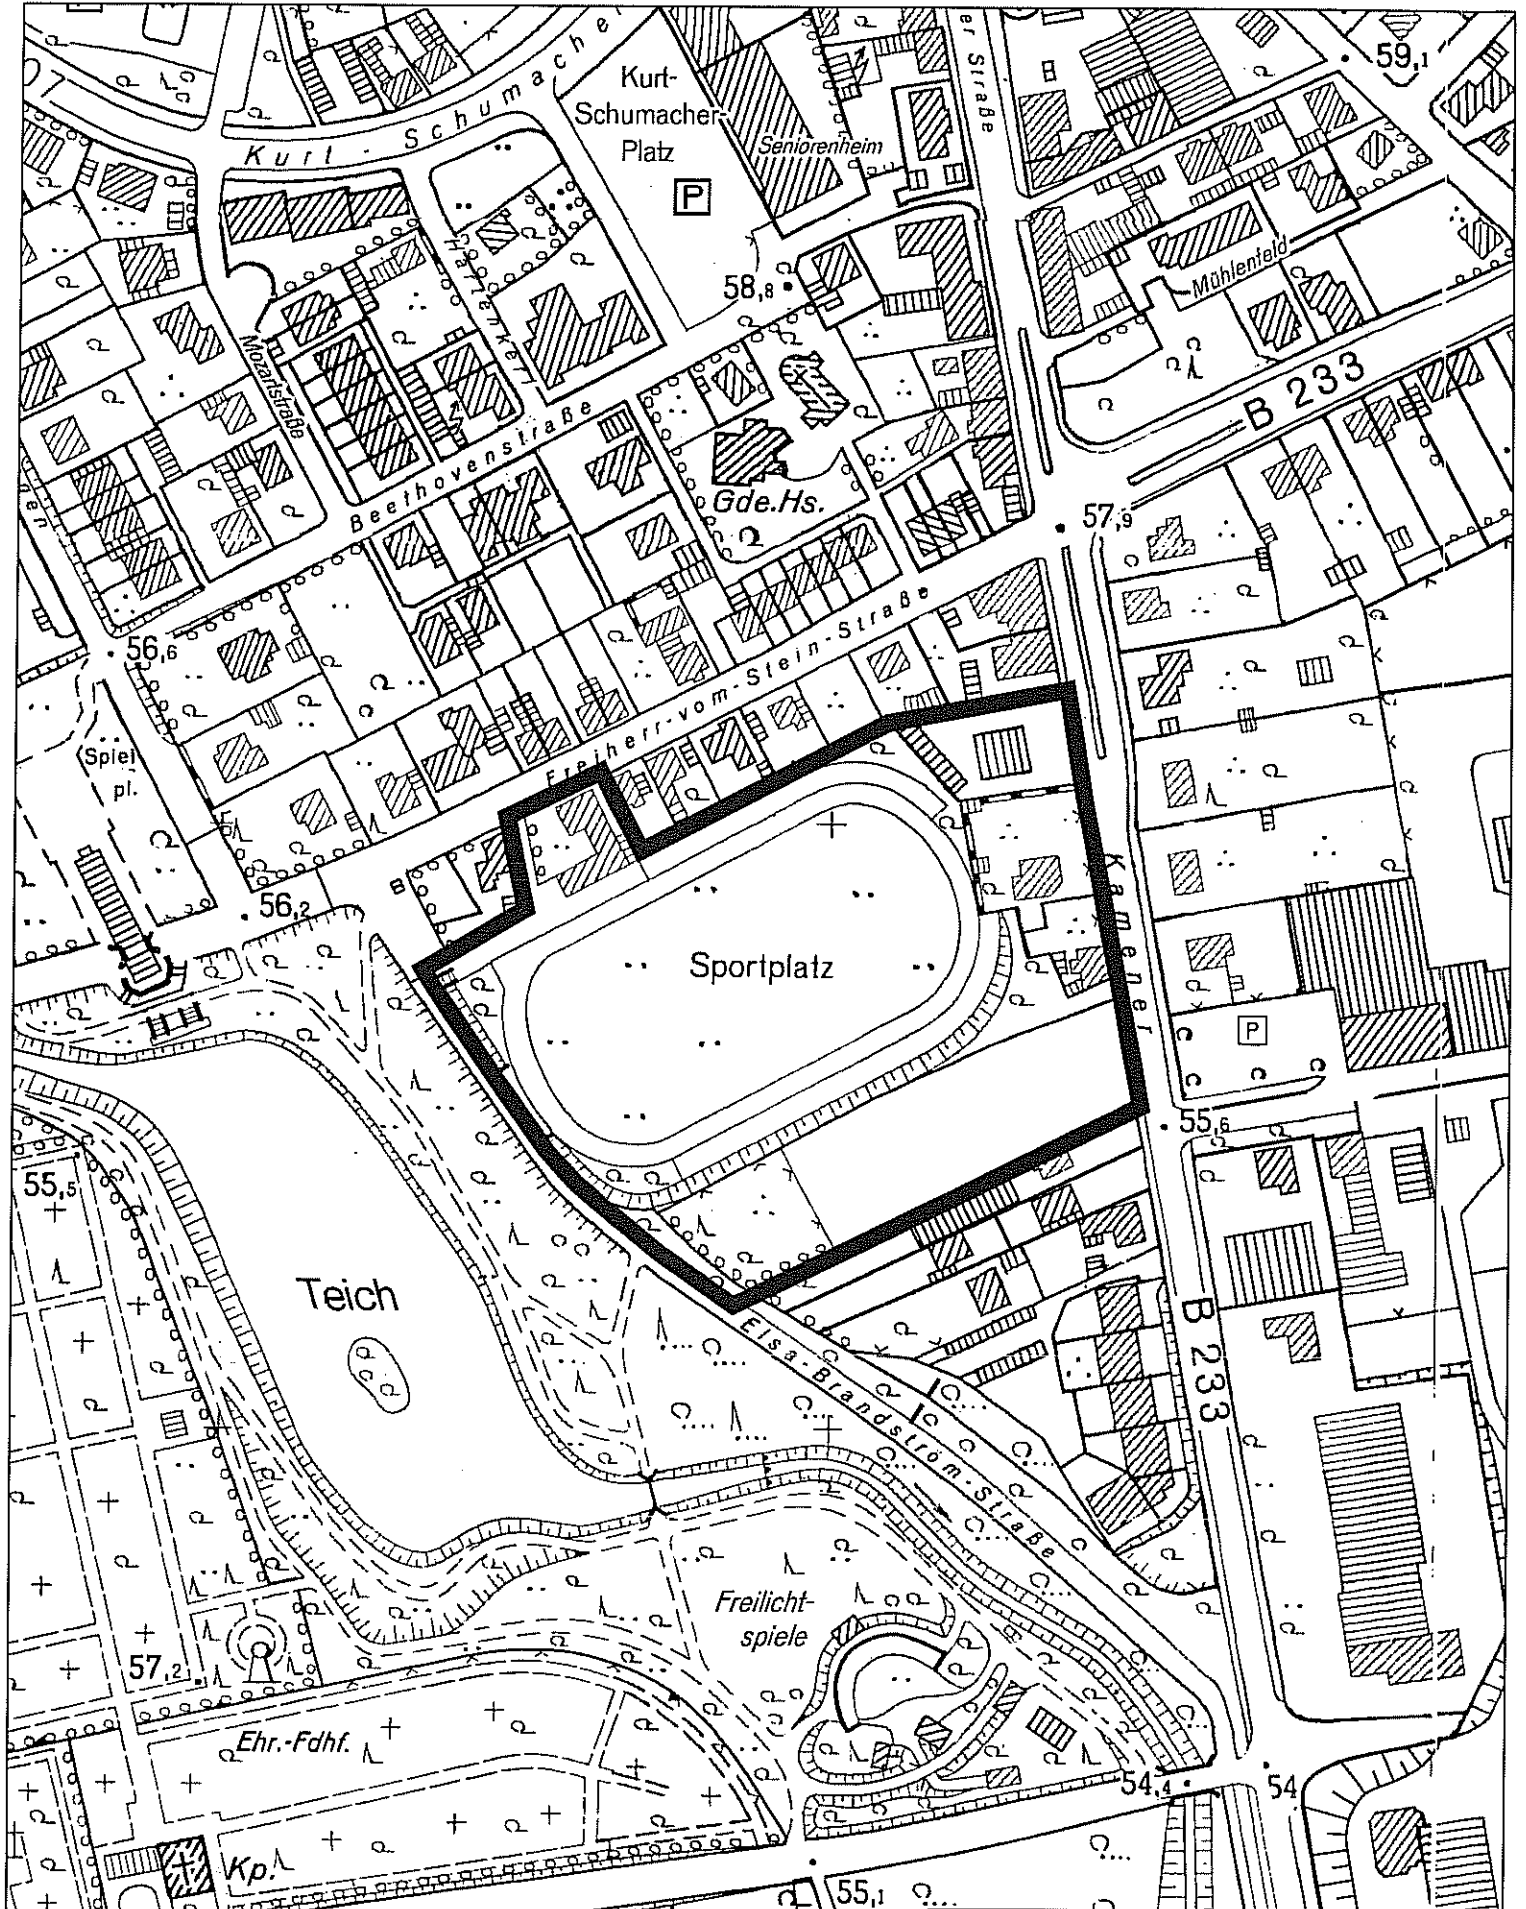 59,1
er Straße
Kurt-
Schumacher-
Platz
P
Seniorenheim
Kurt - Schumacher
Mühlenfeld
58,8
Mozartstraße
B 233
Beethovenstraße
Gde.Hs.
57,9
Freiherr-vom-Stein-Straße
56,6
Spiel
pl.
56,2
Kamener
Sportplatz
P
55,6
55,5
Teich
B 233
Elsa-Brandström-Straße
Freilicht-
spiele
57,2
Ehr.-Fdhf.
54,4
54
Kp.
55,1